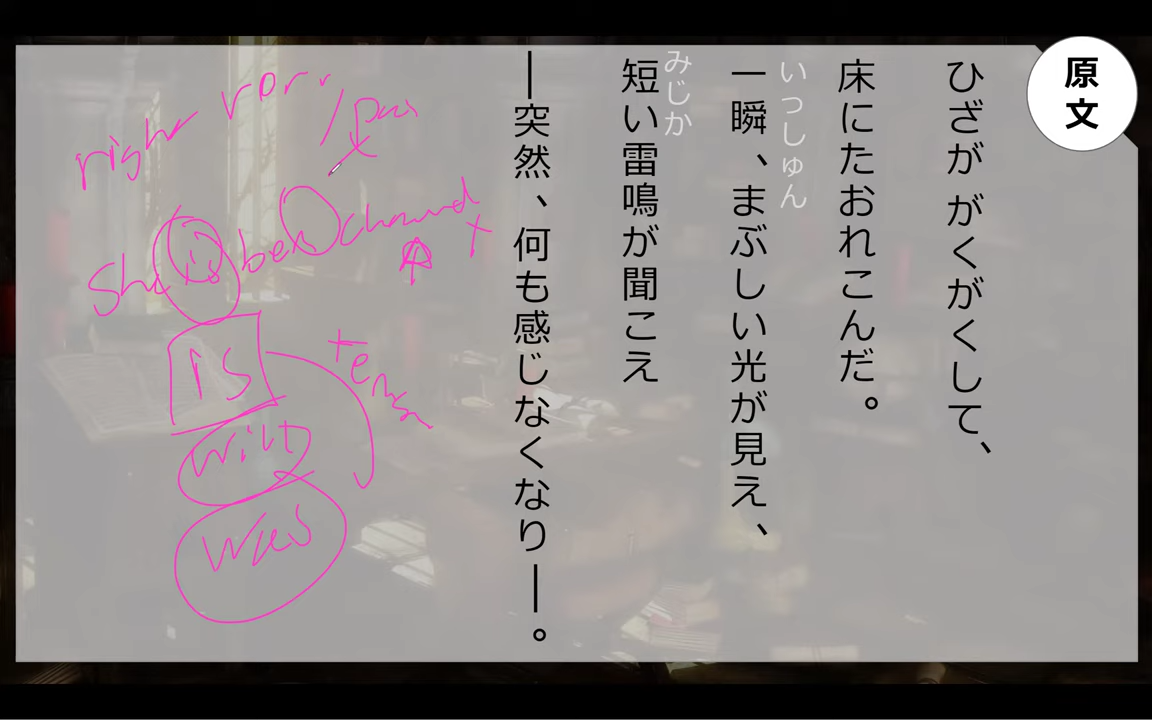 原文
ひざが がくがくして、
床にたおれこんだ。
いっしゅん
一瞬、まぶしい光が見え、
みじか
短い雷鳴が聞こえ
―突然、何も感じなくなり―。
right
is
tense
is
will
was